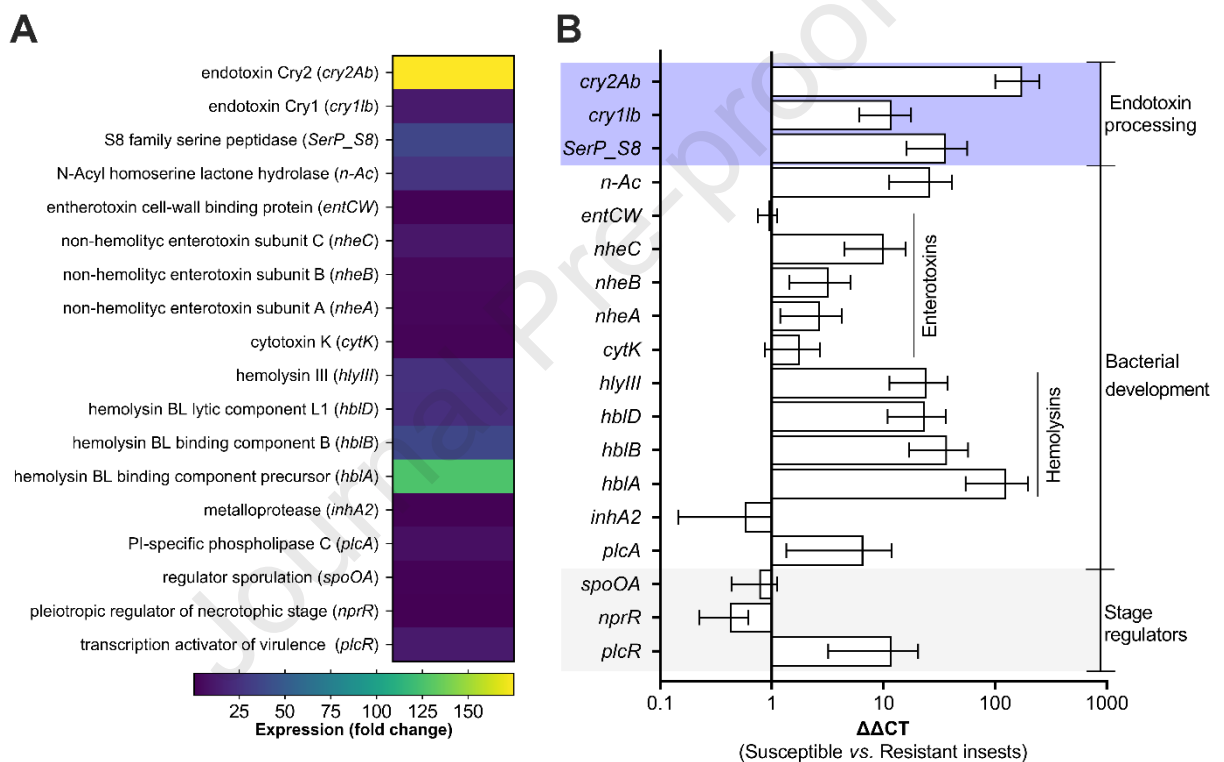 A
endotoxin Cry2 (cry2Ab)
endotoxin Cry1 (cry1Ib)
S8 family serine peptidase (SerP_S8)
N-Acyl homoserine lactone hydrolase (n-Ac)
entherotoxin cell-wall binding protein (entCW)
non-hemolityc enterotoxin subunit C (nheC)
non-hemolityc enterotoxin subunit B (nheB)
non-hemolityc enterotoxin subunit A (nheA)
cytotoxin K (cytK)
hemolysin III (hlyIII)
hemolysin BL lytic component L1 (hblD)
hemolysin BL binding component B (hblB)
hemolysin BL binding component precursor (hblA)
metalloprotease (inhA2)
PI-specific phospholipase C (plcA)
regulator sporulation (spoOA)
pleiotropic regulator of necrotophic stage (nprR)
transcription activator of virulence (plcR)
25 50 75 100 125 150
Expression (fold change)
B
cry2Ab
cry1Ib
SerP_S8
n-Ac
entCW
nheC
nheB
nheA
cytK
hlyIII
hblD
hblB
hblA
inhA2
plcA
spoOA
nprR
plcR
Endotoxin
processing
Enterotoxins
Hemolysins
Bacterial
development
Stage
regulators
0.1 1 10 100 1000
ΔΔCT
(Susceptible vs. Resistant insests)
Journal Pre-proof